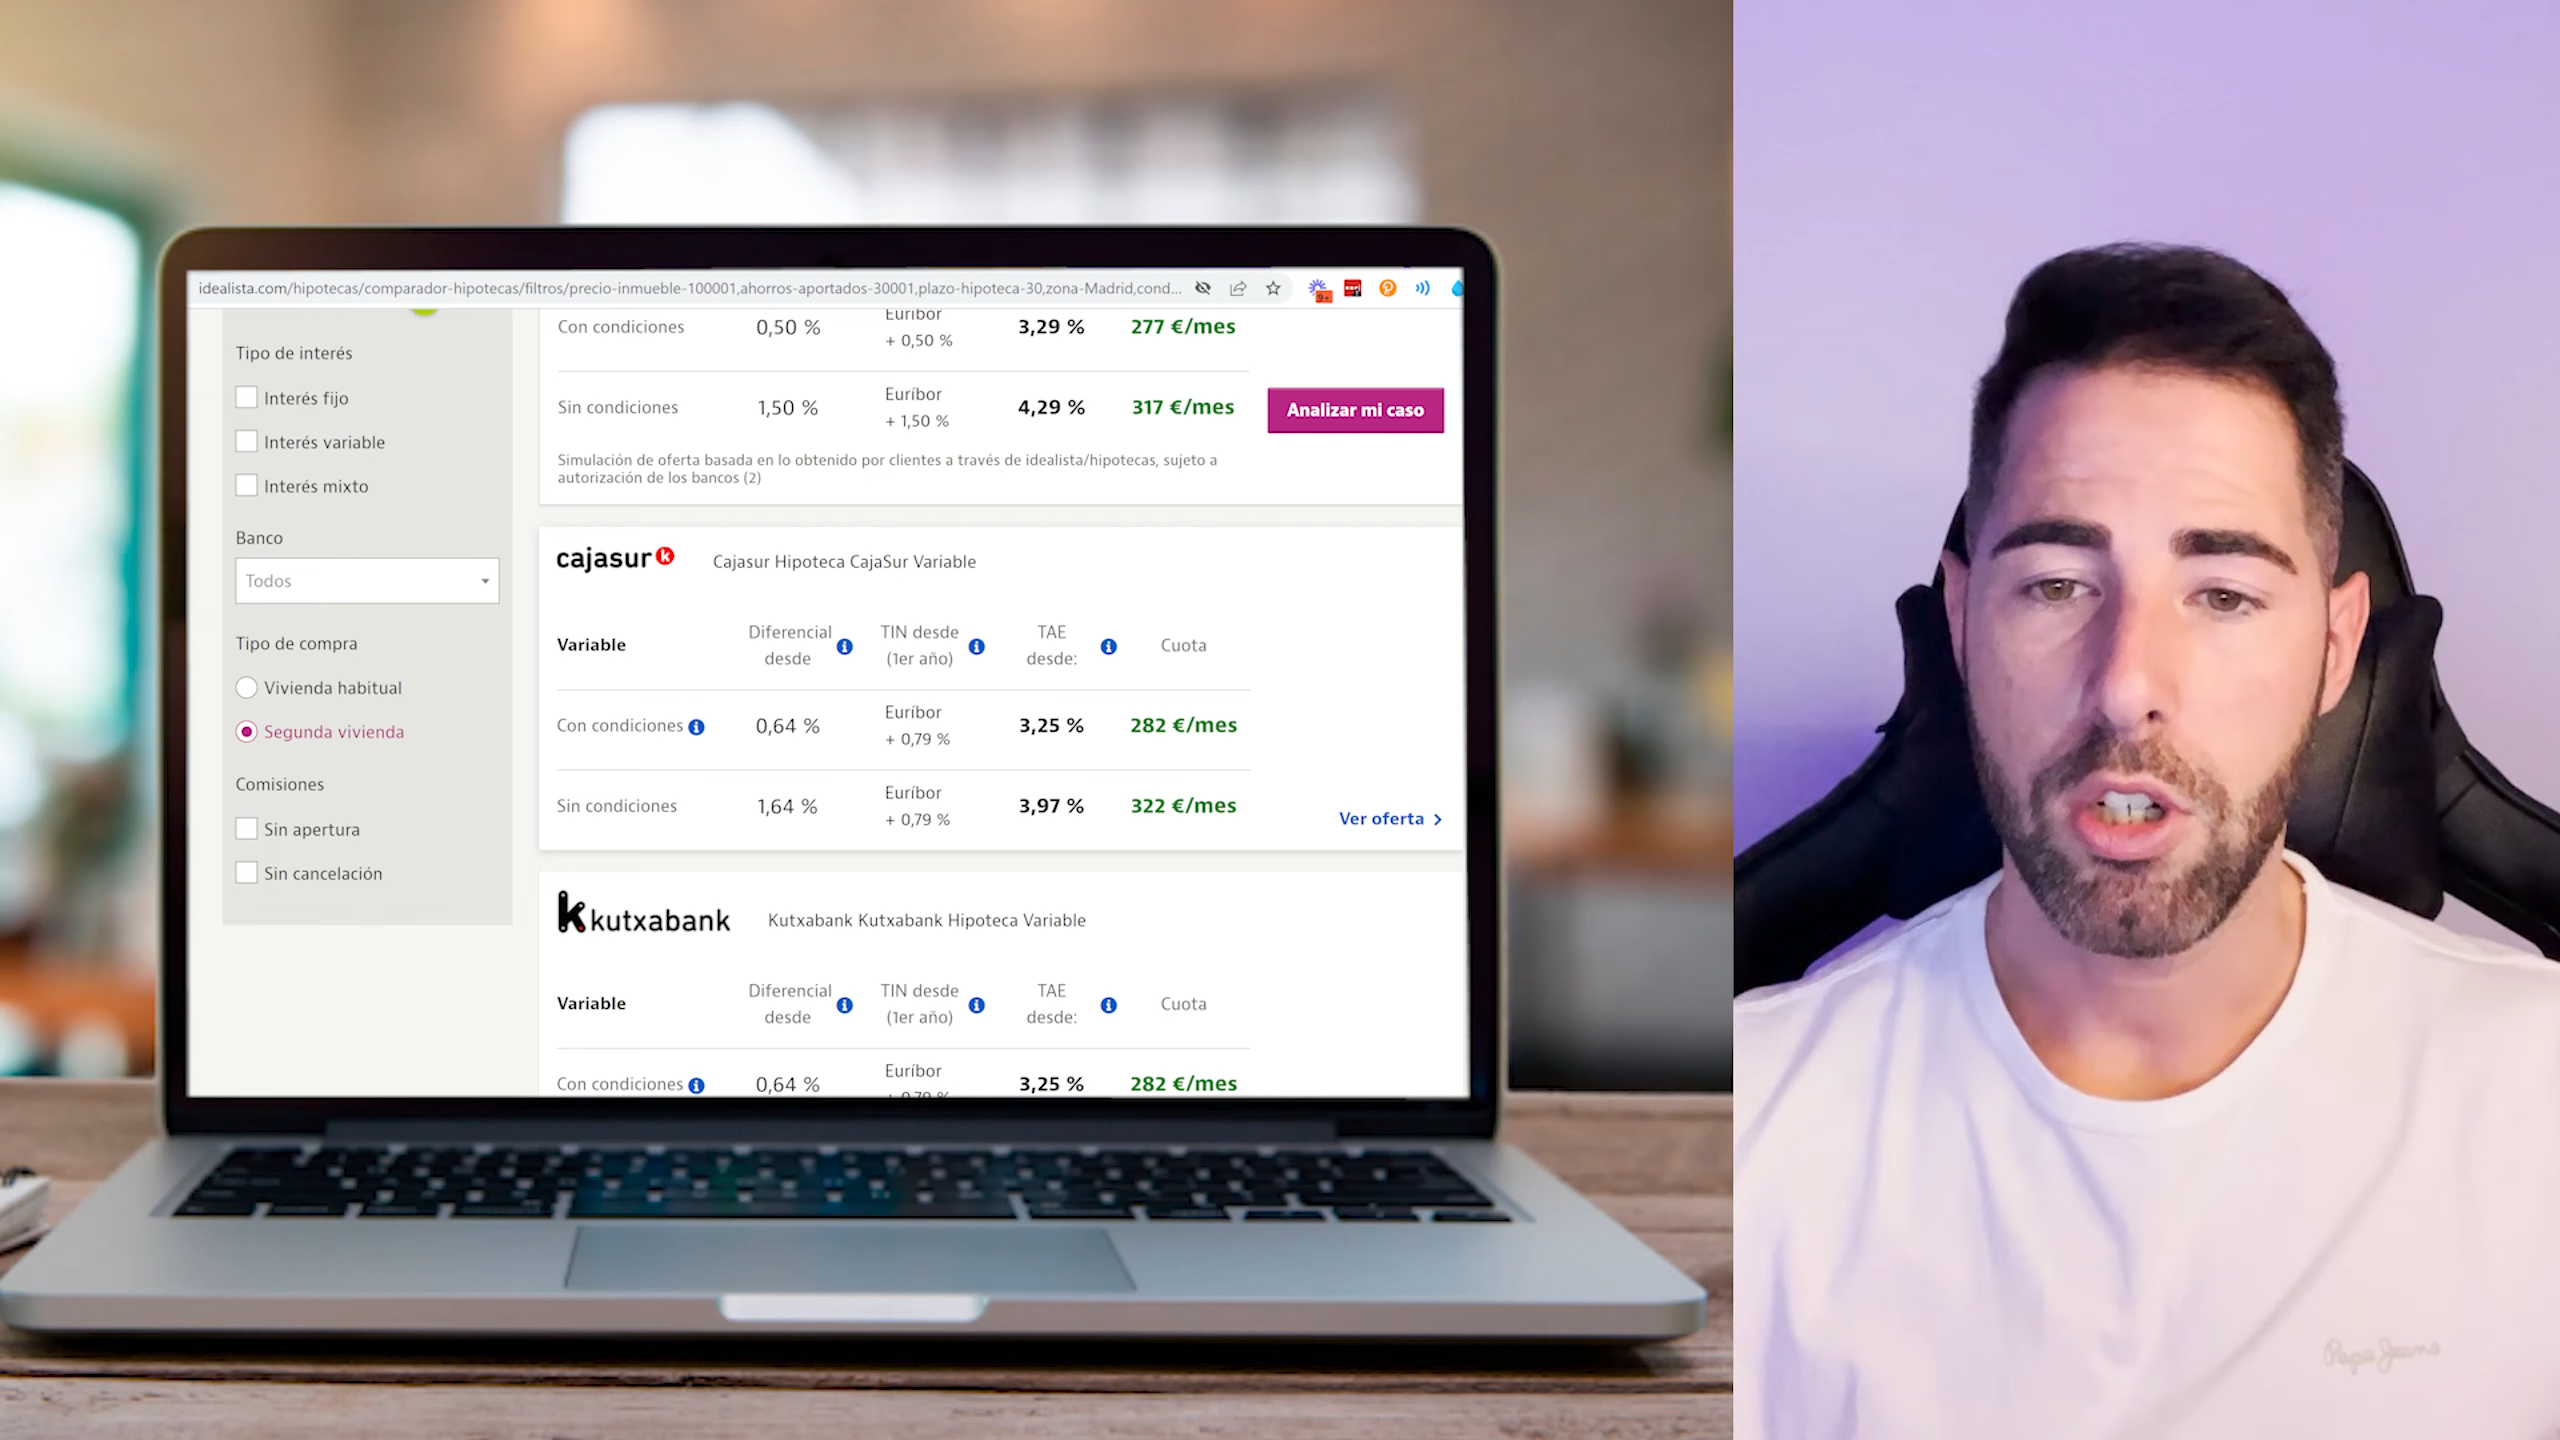 idealista.com/hipotecas/comparador-hipotecas/filtros/precio-inmueble-100001,ahorros-aportados-30001,plazo-hipoteca-30,zona-Madrid,cond...
9+
Tipo de interés
Interés fijo
Interés variable
Interés mixto
Banco
Todos
Tipo de compra
Vivienda habitual
Segunda vivienda
Comisiones
Sin apertura
Sin cancelación
Con condiciones 0,50 % Euríbor + 0,50 % 3,29 % 277 €/mes
Sin condiciones 1,50 % Euríbor + 1,50 % 4,29 % 317 €/mes
Analizar mi caso
Simulación de oferta basada en lo obtenido por clientes a través de idealista/hipotecas, sujeto a
autorización de los bancos (2)
cajasur k Cajasur Hipoteca CajaSur Variable
Variable Diferencial desde TIN desde (1er año) TAE desde: Cuota
Con condiciones 0,64 % Euríbor + 0,79 % 3,25 % 282 €/mes
Sin condiciones 1,64 % Euríbor + 0,79 % 3,97 % 322 €/mes
Ver oferta
k kutxabank Kutxabank Kutxabank Hipoteca Variable
Variable Diferencial desde TIN desde (1er año) TAE desde: Cuota
Con condiciones 0,64 % Euríbor + 0,79 % 3,25 % 282 €/mes
Pepe Jeans